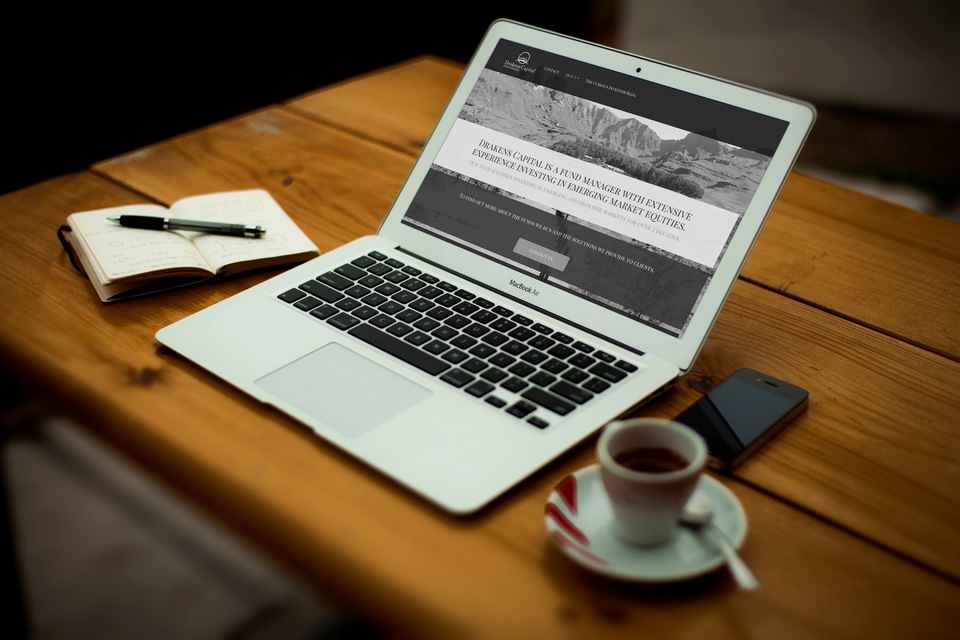 DrakensCapital
Contact About The Curious Investor Blog
Drakens Capital is a fund manager with extensive
experience investing in emerging market equities.
Our team has been investing in emerging and frontier markets for over 2 decades.
To find out more about the funds we run and the solutions we provide to clients.
Contact Us
MacBook Air